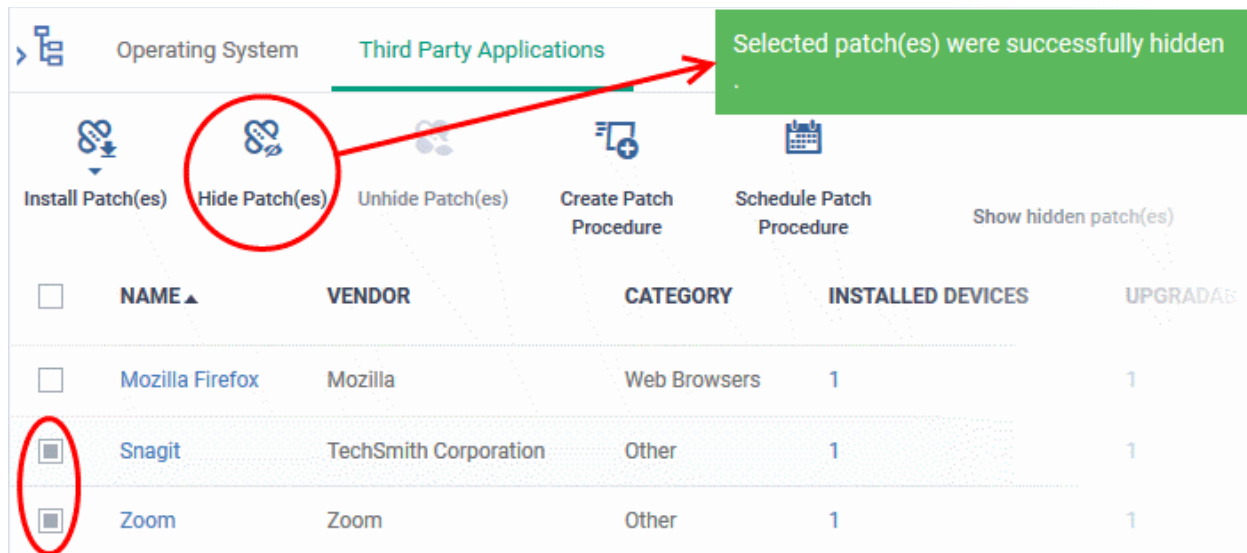 Operating System Third Party Applications
Selected patch(es) were successfully hidden
.
Install Patch(es) Hide Patch(es) Unhide Patch(es) Create Patch Schedule Patch Show hidden patch(es)
Procedure Procedure
NAME VENDOR CATEGORY INSTALLED DEVICES
Mozilla Firefox Mozilla Web Browsers 1 1
Snagit TechSmith Corporation Other 1 1
Zoom Zoom Other 1 1